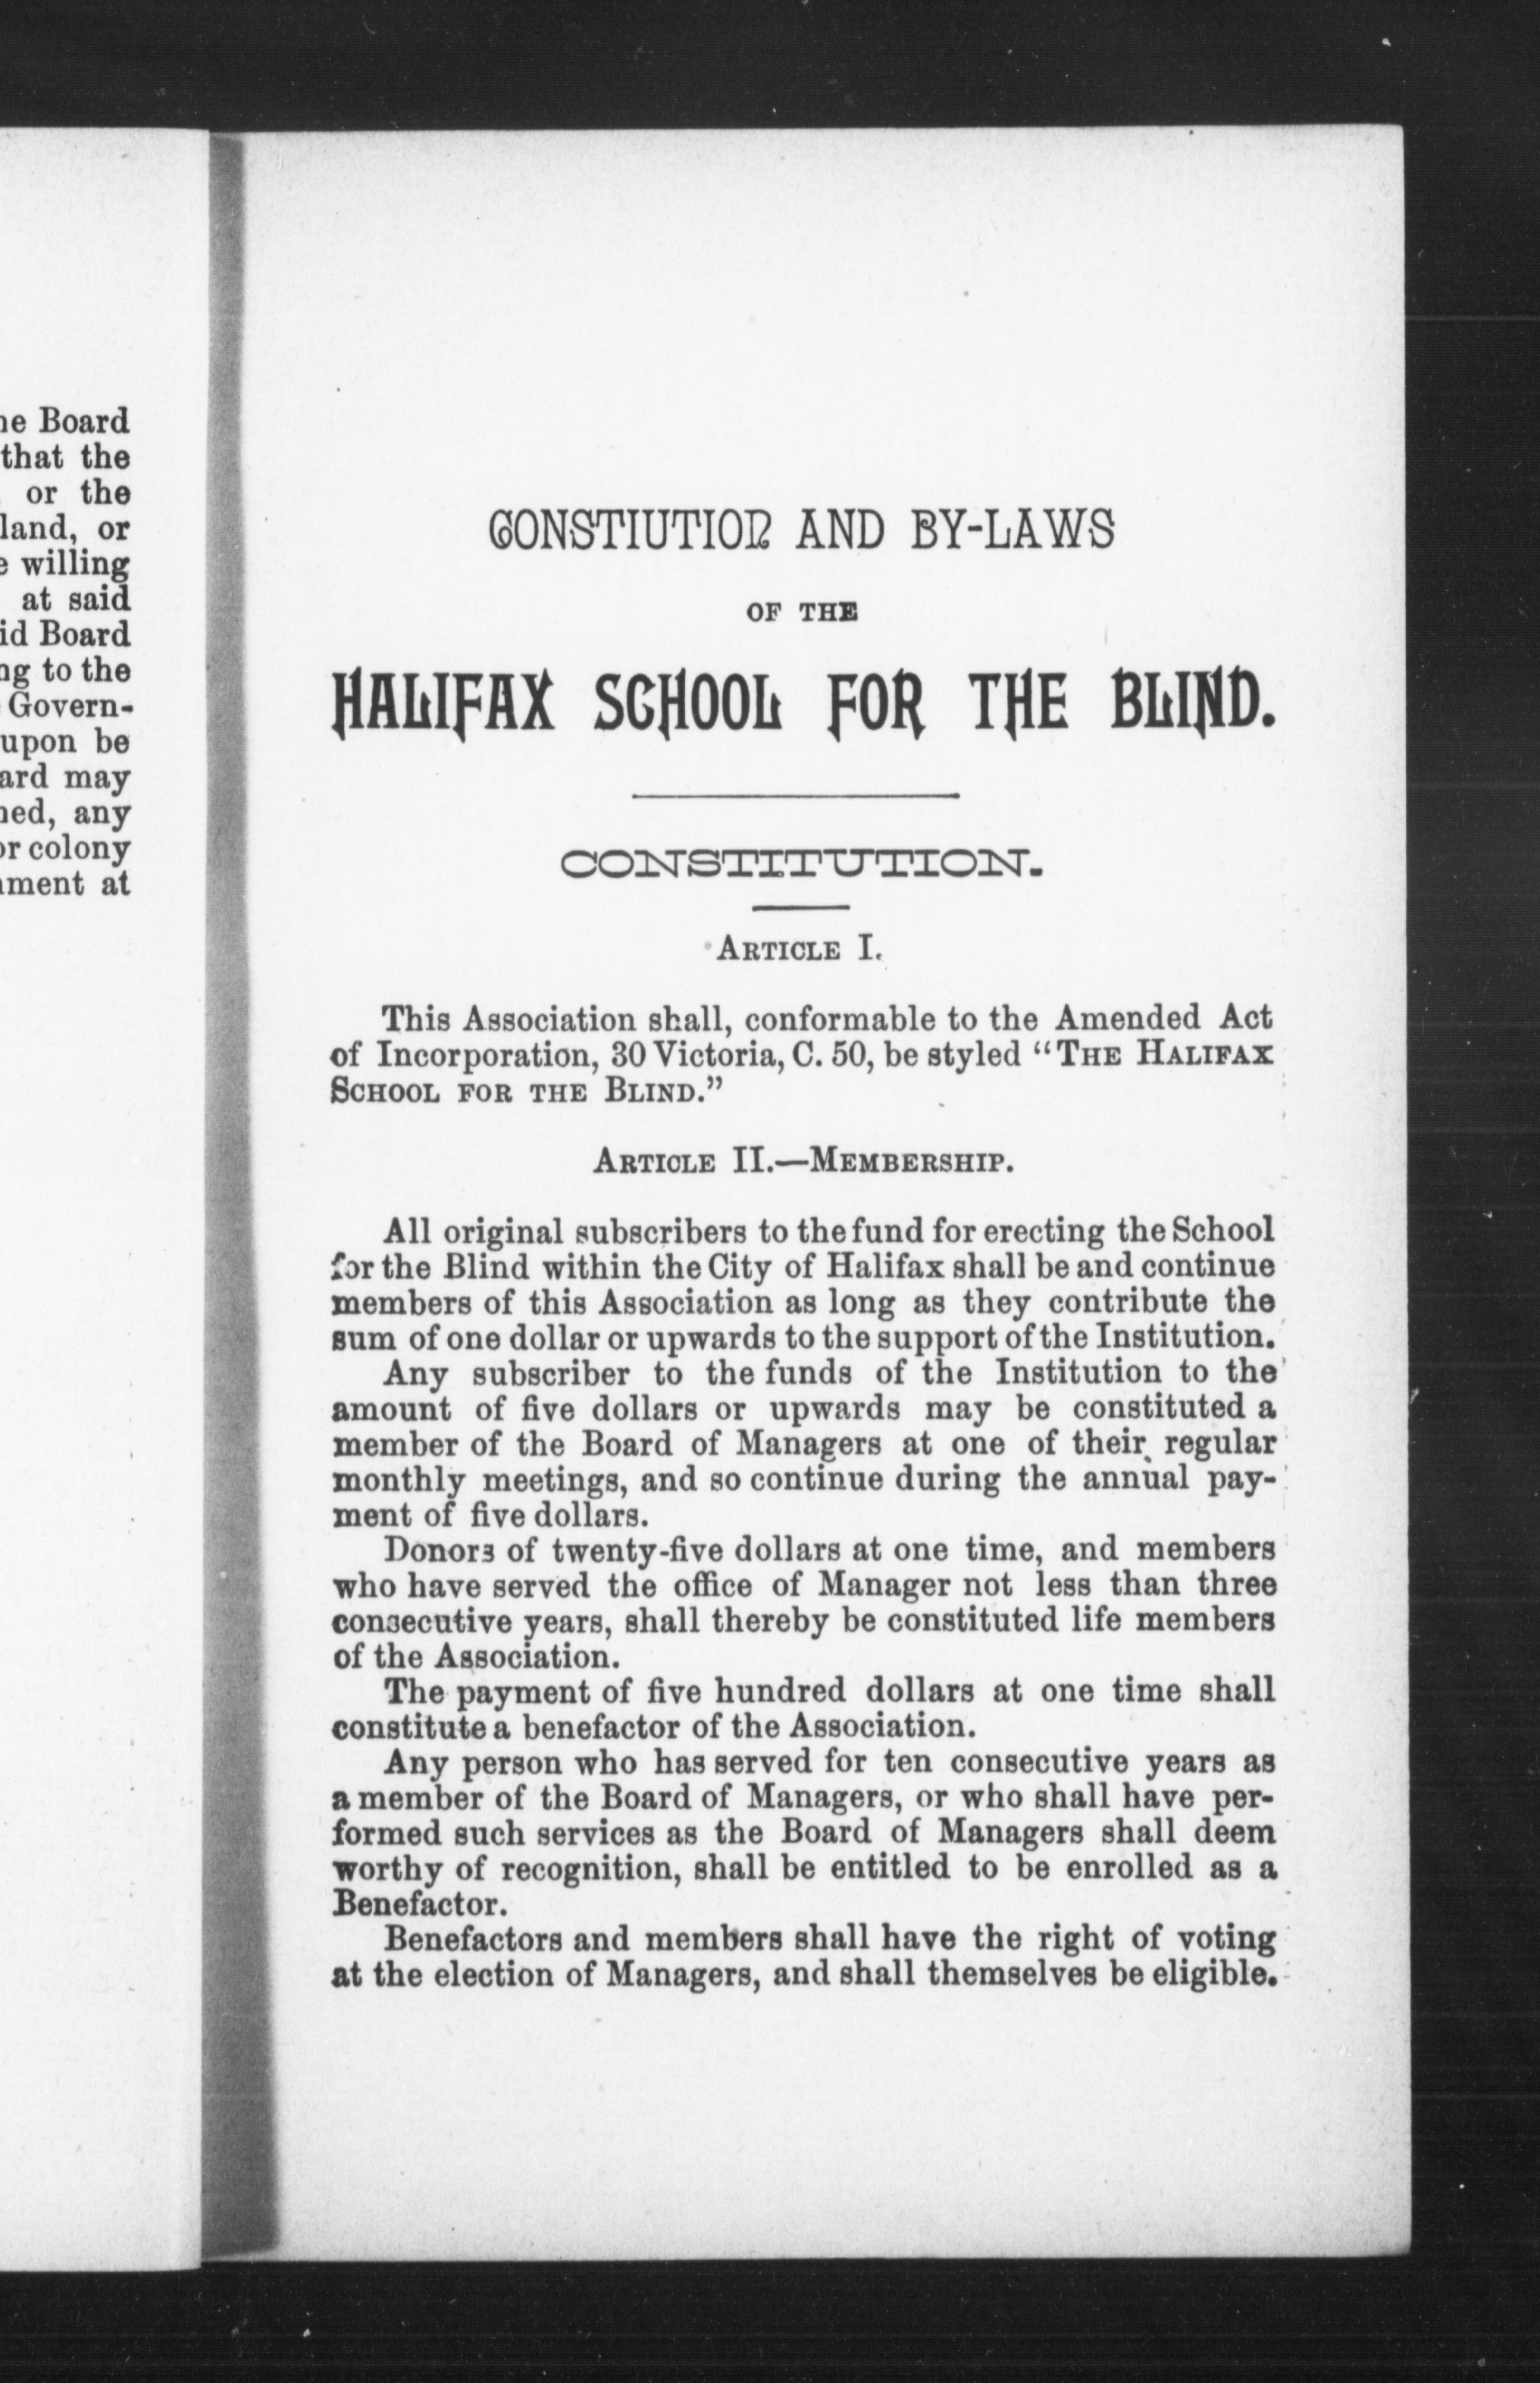 he Board
that the
or the
land, or
willing
at said
Board
to the
Govern-
upon be
may
any
or colony
at
CONSTIUTION AND BY-LAWS
OF THE
HALIFAX SCHOOL FOR THE BLIND.
CONSTITUTION.
ARTICLE I.
This Association shall, conformable to the Amended Act
of Incorporation, 30 Victoria, C. 50, be styled “THE HALIFAX
SCHOOL FOR THE BLIND.”
ARTICLE II.—MEMBERSHIP.
All original subscribers to the fund for erecting the School
for the Blind within the City of Halifax shall be and continue
members of this Association as long as they contribute the
sum of one dollar or upwards to the support of the Institution.
Any subscriber to the funds of the Institution to the
amount of five dollars or upwards may be constituted a
member of the Board of Managers at one of their regular
monthly meetings, and so continue during the annual pay-
ment of five dollars.
Donors of twenty-five dollars at one time, and members
who have served the office of Manager not less than three
consecutive years, shall thereby be constituted life members
of the Association.
The payment of five hundred dollars at one time shall
constitute a benefactor of the Association.
Any person who has served for ten consecutive years as
a member of the Board of Managers, or who shall have per-
formed such services as the Board of Managers shall deem
worthy of recognition, shall be entitled to be enrolled as a
Benefactor.
Benefactors and members shall have the right of voting
at the election of Managers, and shall themselves be eligible.